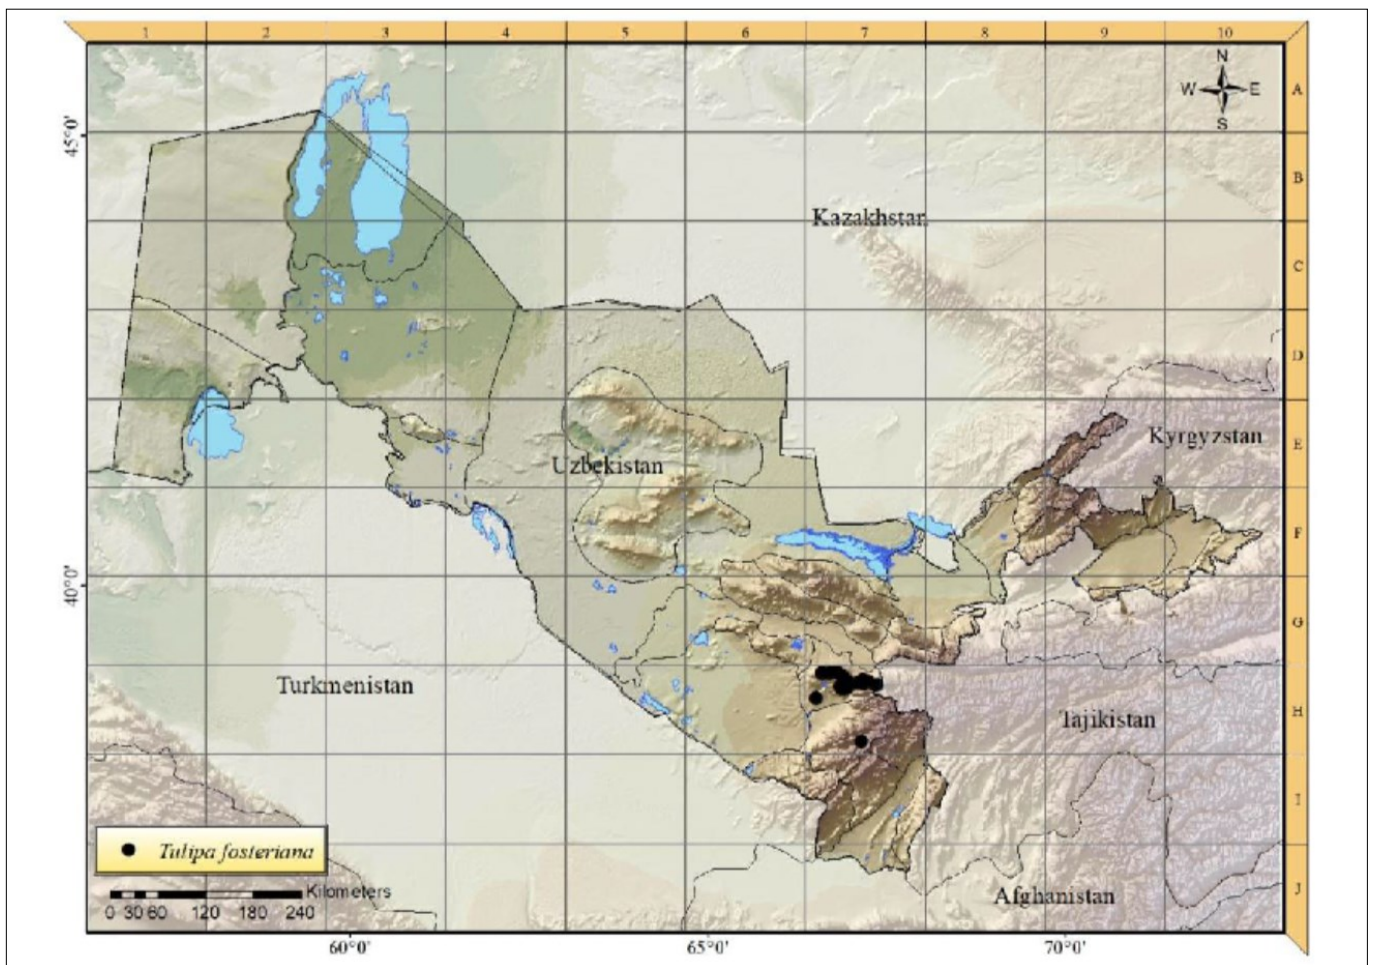 1 2 3 4 5 6 7 8 9 10
N
W E
S
A
45°0'
B
Kazakhstan
C
D
E
Kyrgyzstan
Uzbekistan
F
40°0'
G
Turkmenistan
H
Tajikistan
I
Tulipa fosteriana
Kilometers
0 30 60 120 180 240
Afghanistan
J
60°0' 65°0' 70°0'